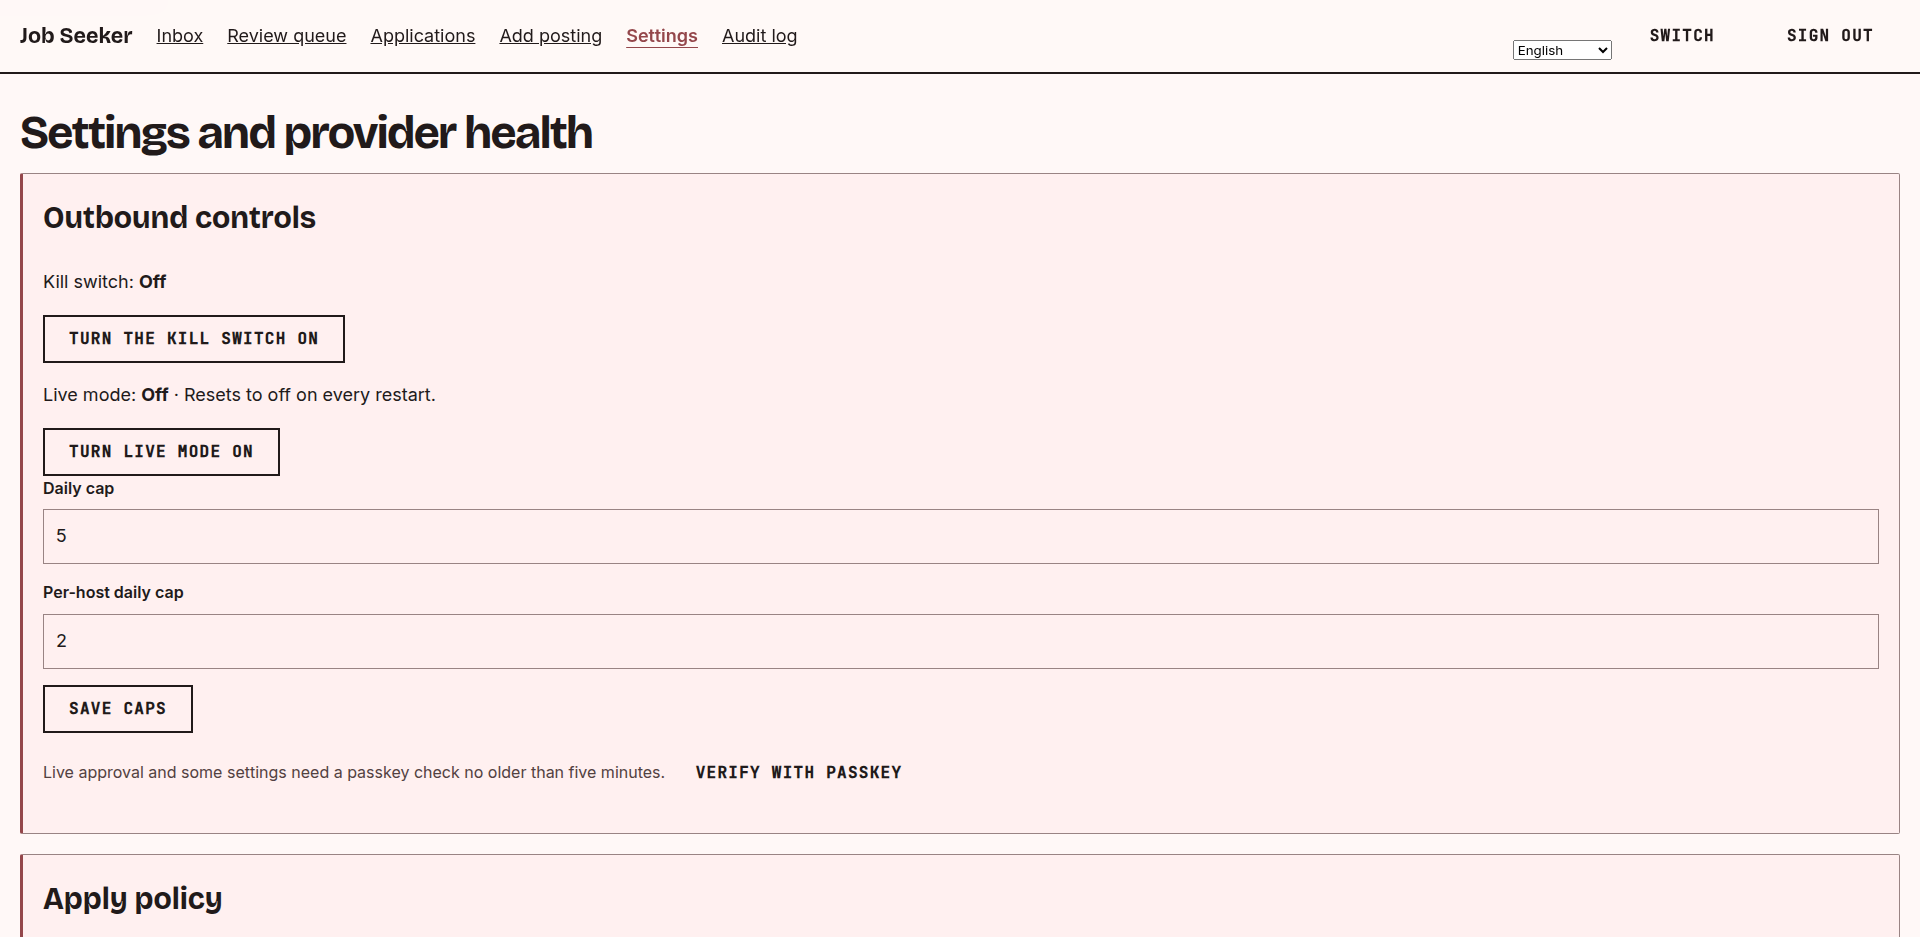 Job Seeker Inbox Review queue Applications Add posting Settings Audit log English SWITCH SIGN OUT
Settings and provider health
Outbound controls
Kill switch: Off
TURN THE KILL SWITCH ON
Live mode: Off · Resets to off on every restart.
TURN LIVE MODE ON
Daily cap
5
Per-host daily cap
2
SAVE CAPS
Live approval and some settings need a passkey check no older than five minutes. VERIFY WITH PASSKEY
Apply policy